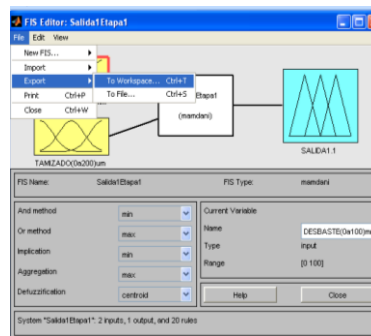 FIS Editor: Salida1Etapa1
File Edit View
New FIS...
Import
Export
Print Ctrl+P
Close Ctrl+W
To Workspace... Ctrl+T
To File... Ctrl+S
Etapa1
(mamdani)
TAMIZADO(0a200)um
SALIDA1.1
FIS Name: Salida1Etapa1 FIS Type: mamdani
And method min
Or method max
Implication min
Aggregation max
Defuzzification centroid
Current Variable
Name DESBASTE(0a100)m
Type input
Range [0 100]
Help Close
System "Salida1Etapa1": 2 inputs, 1 output, and 20 rules